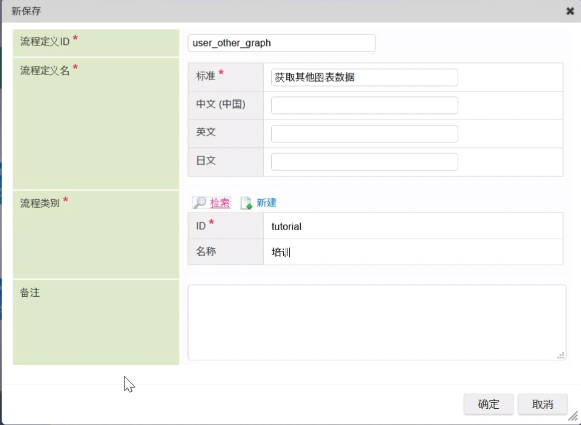 新保存
流程定义ID *
user_other_graph
流程定义名 *
标准 *
获取其他图表数据
中文 (中国)
英文
日文
流程类别 *
检索 新建
ID *
tutorial
名称
培训
备注
确定 取消